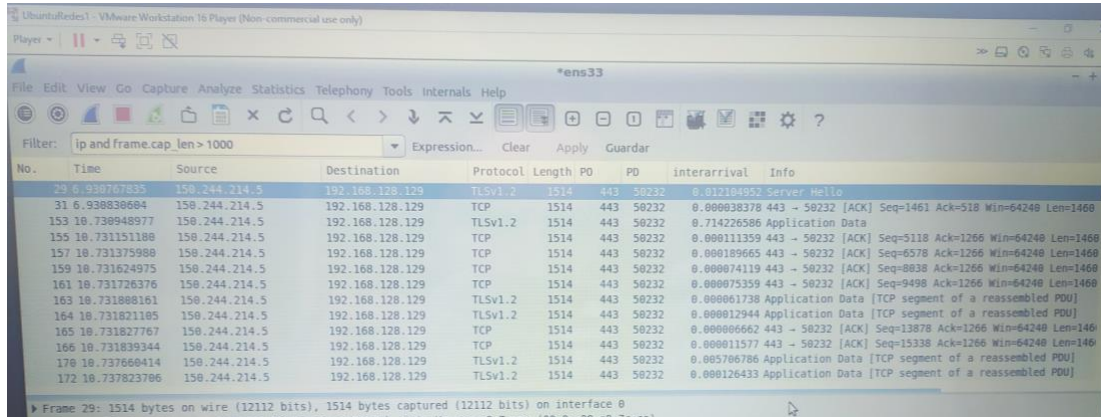 UbuntuRedes1 - VMware Workstation 16 Player (Non-commercial use only)
Player
*ens33
File Edit View Go Capture Analyze Statistics Telephony Tools Internals Help
Filter: ip and frame.cap_len > 1000 Expression... Clear Apply Guardar
No. Time Source Destination Protocol Length PO PD interarrival Info
29 6.930767835 150.244.214.5 192.168.128.129 TLSv1.2 1514 443 50232 0.012104952 Server Hello
31 6.930830604 150.244.214.5 192.168.128.129 TCP 1514 443 50232 0.000038378 443 → 50232 [ACK] Seq=1461 Ack=518 Win=64240 Len=1460
153 10.730948977 150.244.214.5 192.168.128.129 TLSv1.2 1514 443 50232 0.714226586 Application Data
155 10.731151180 150.244.214.5 192.168.128.129 TCP 1514 443 50232 0.000111359 443 → 50232 [ACK] Seq=5118 Ack=1266 Win=64240 Len=1460
157 10.731375980 150.244.214.5 192.168.128.129 TCP 1514 443 50232 0.000189665 443 → 50232 [ACK] Seq=6578 Ack=1266 Win=64240 Len=1460
159 10.731624975 150.244.214.5 192.168.128.129 TCP 1514 443 50232 0.000074119 443 → 50232 [ACK] Seq=8038 Ack=1266 Win=64240 Len=1460
161 10.731726376 150.244.214.5 192.168.128.129 TCP 1514 443 50232 0.000075359 443 → 50232 [ACK] Seq=9498 Ack=1266 Win=64240 Len=1460
163 10.731808161 150.244.214.5 192.168.128.129 TLSv1.2 1514 443 50232 0.000061738 Application Data [TCP segment of a reassembled PDU]
164 10.731821105 150.244.214.5 192.168.128.129 TLSv1.2 1514 443 50232 0.000012944 Application Data [TCP segment of a reassembled PDU]
165 10.731827767 150.244.214.5 192.168.128.129 TCP 1514 443 50232 0.000006662 443 → 50232 [ACK] Seq=13878 Ack=1266 Win=64240 Len=146
166 10.731839344 150.244.214.5 192.168.128.129 TCP 1514 443 50232 0.000011577 443 → 50232 [ACK] Seq=15338 Ack=1266 Win=64240 Len=146
170 10.737660414 150.244.214.5 192.168.128.129 TLSv1.2 1514 443 50232 0.005706786 Application Data [TCP segment of a reassembled PDU]
172 10.737823706 150.244.214.5 192.168.128.129 TLSv1.2 1514 443 50232 0.000126433 Application Data [TCP segment of a reassembled PDU]
Frame 29: 1514 bytes on wire (12112 bits), 1514 bytes captured (12112 bits) on interface 0